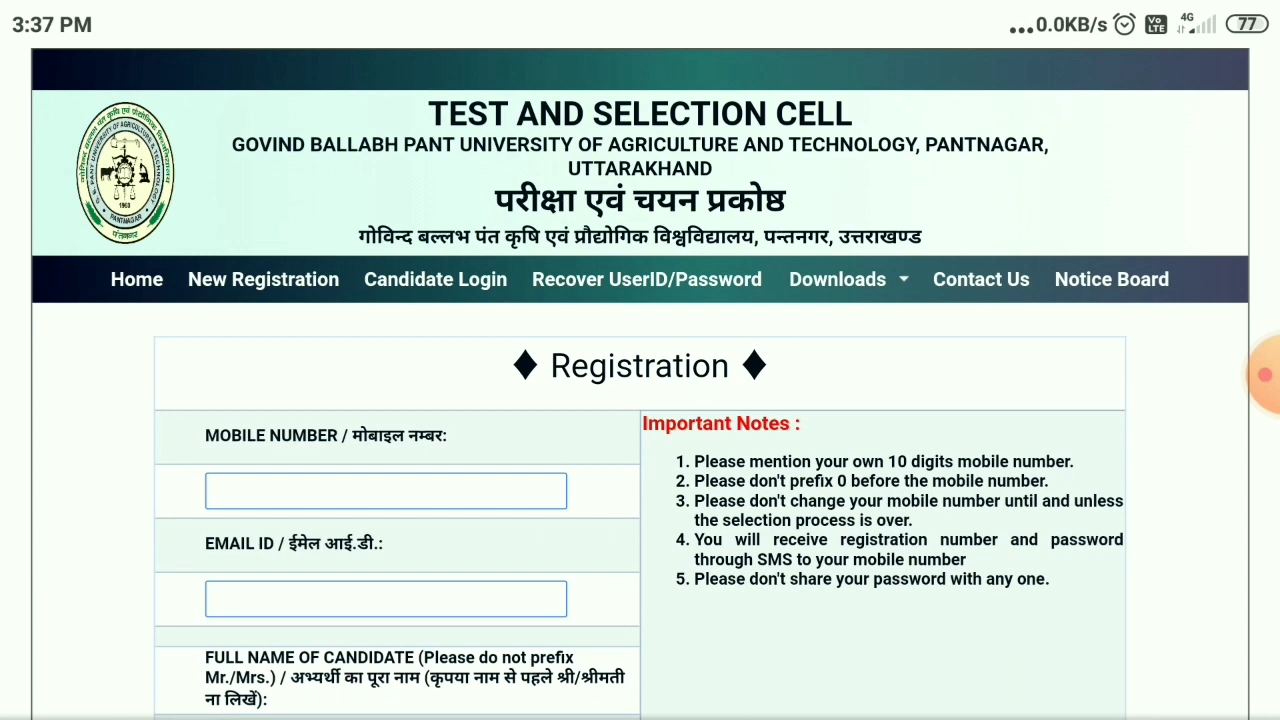 3:37 PM
...0.0KB/s
Vo LTE
4G
77
TEST AND SELECTION CELL
GOVIND BALLABH PANT UNIVERSITY OF AGRICULTURE AND TECHNOLOGY, PANTNAGAR,
UTTARAKHAND
परीक्षा एवं चयन प्रकोष्ठ
गोविन्द बल्लभ पंत कृषि एवं प्रौद्योगिक विश्वविद्यालय, पन्तनगर, उत्तराखण्ड
1960
PANTNAGAR
पंतनगर
Home New Registration Candidate Login Recover UserID/Password Downloads Contact Us Notice Board
♦ Registration ♦
MOBILE NUMBER / मोबाइल नम्बर:
EMAIL ID / ईमेल आई.डी.:
FULL NAME OF CANDIDATE (Please do not prefix
Mr./Mrs.) / अभ्यर्थी का पूरा नाम (कृपया नाम से पहले श्री/श्रीमती
ना लिखें):
Important Notes :
1. Please mention your own 10 digits mobile number.
2. Please don't prefix 0 before the mobile number.
3. Please don't change your mobile number until and unless
the selection process is over.
4. You will receive registration number and password
through SMS to your mobile number
5. Please don't share your password with any one.